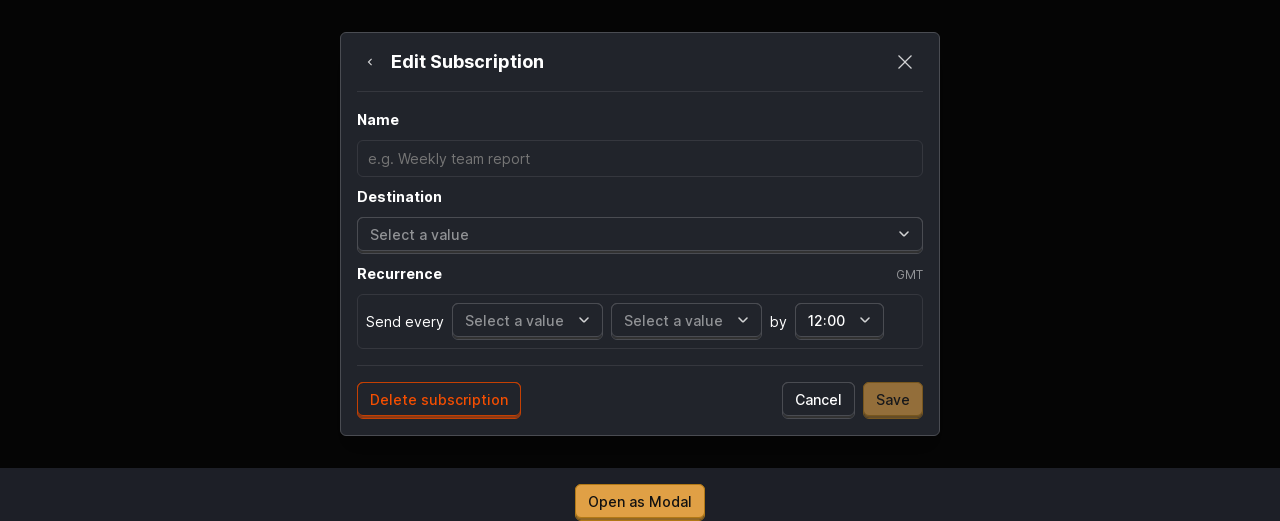 Edit Subscription
Name
e.g. Weekly team report
Destination
Select a value
Recurrence GMT
Send every Select a value Select a value by 12:00
Delete subscription Cancel Save
Open as Modal